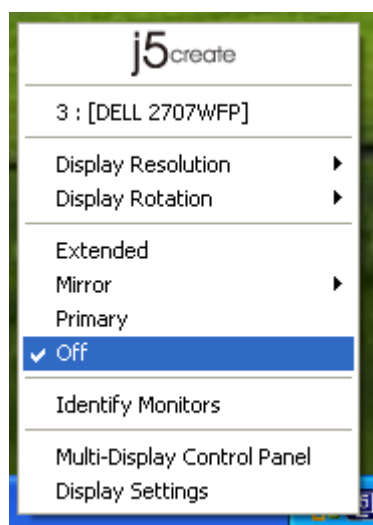 j5create
3 : [DELL 2707WFP]
Display Resolution
Display Rotation
Extended
Mirror
Primary
Off
Identify Monitors
Multi-Display Control Panel
Display Settings